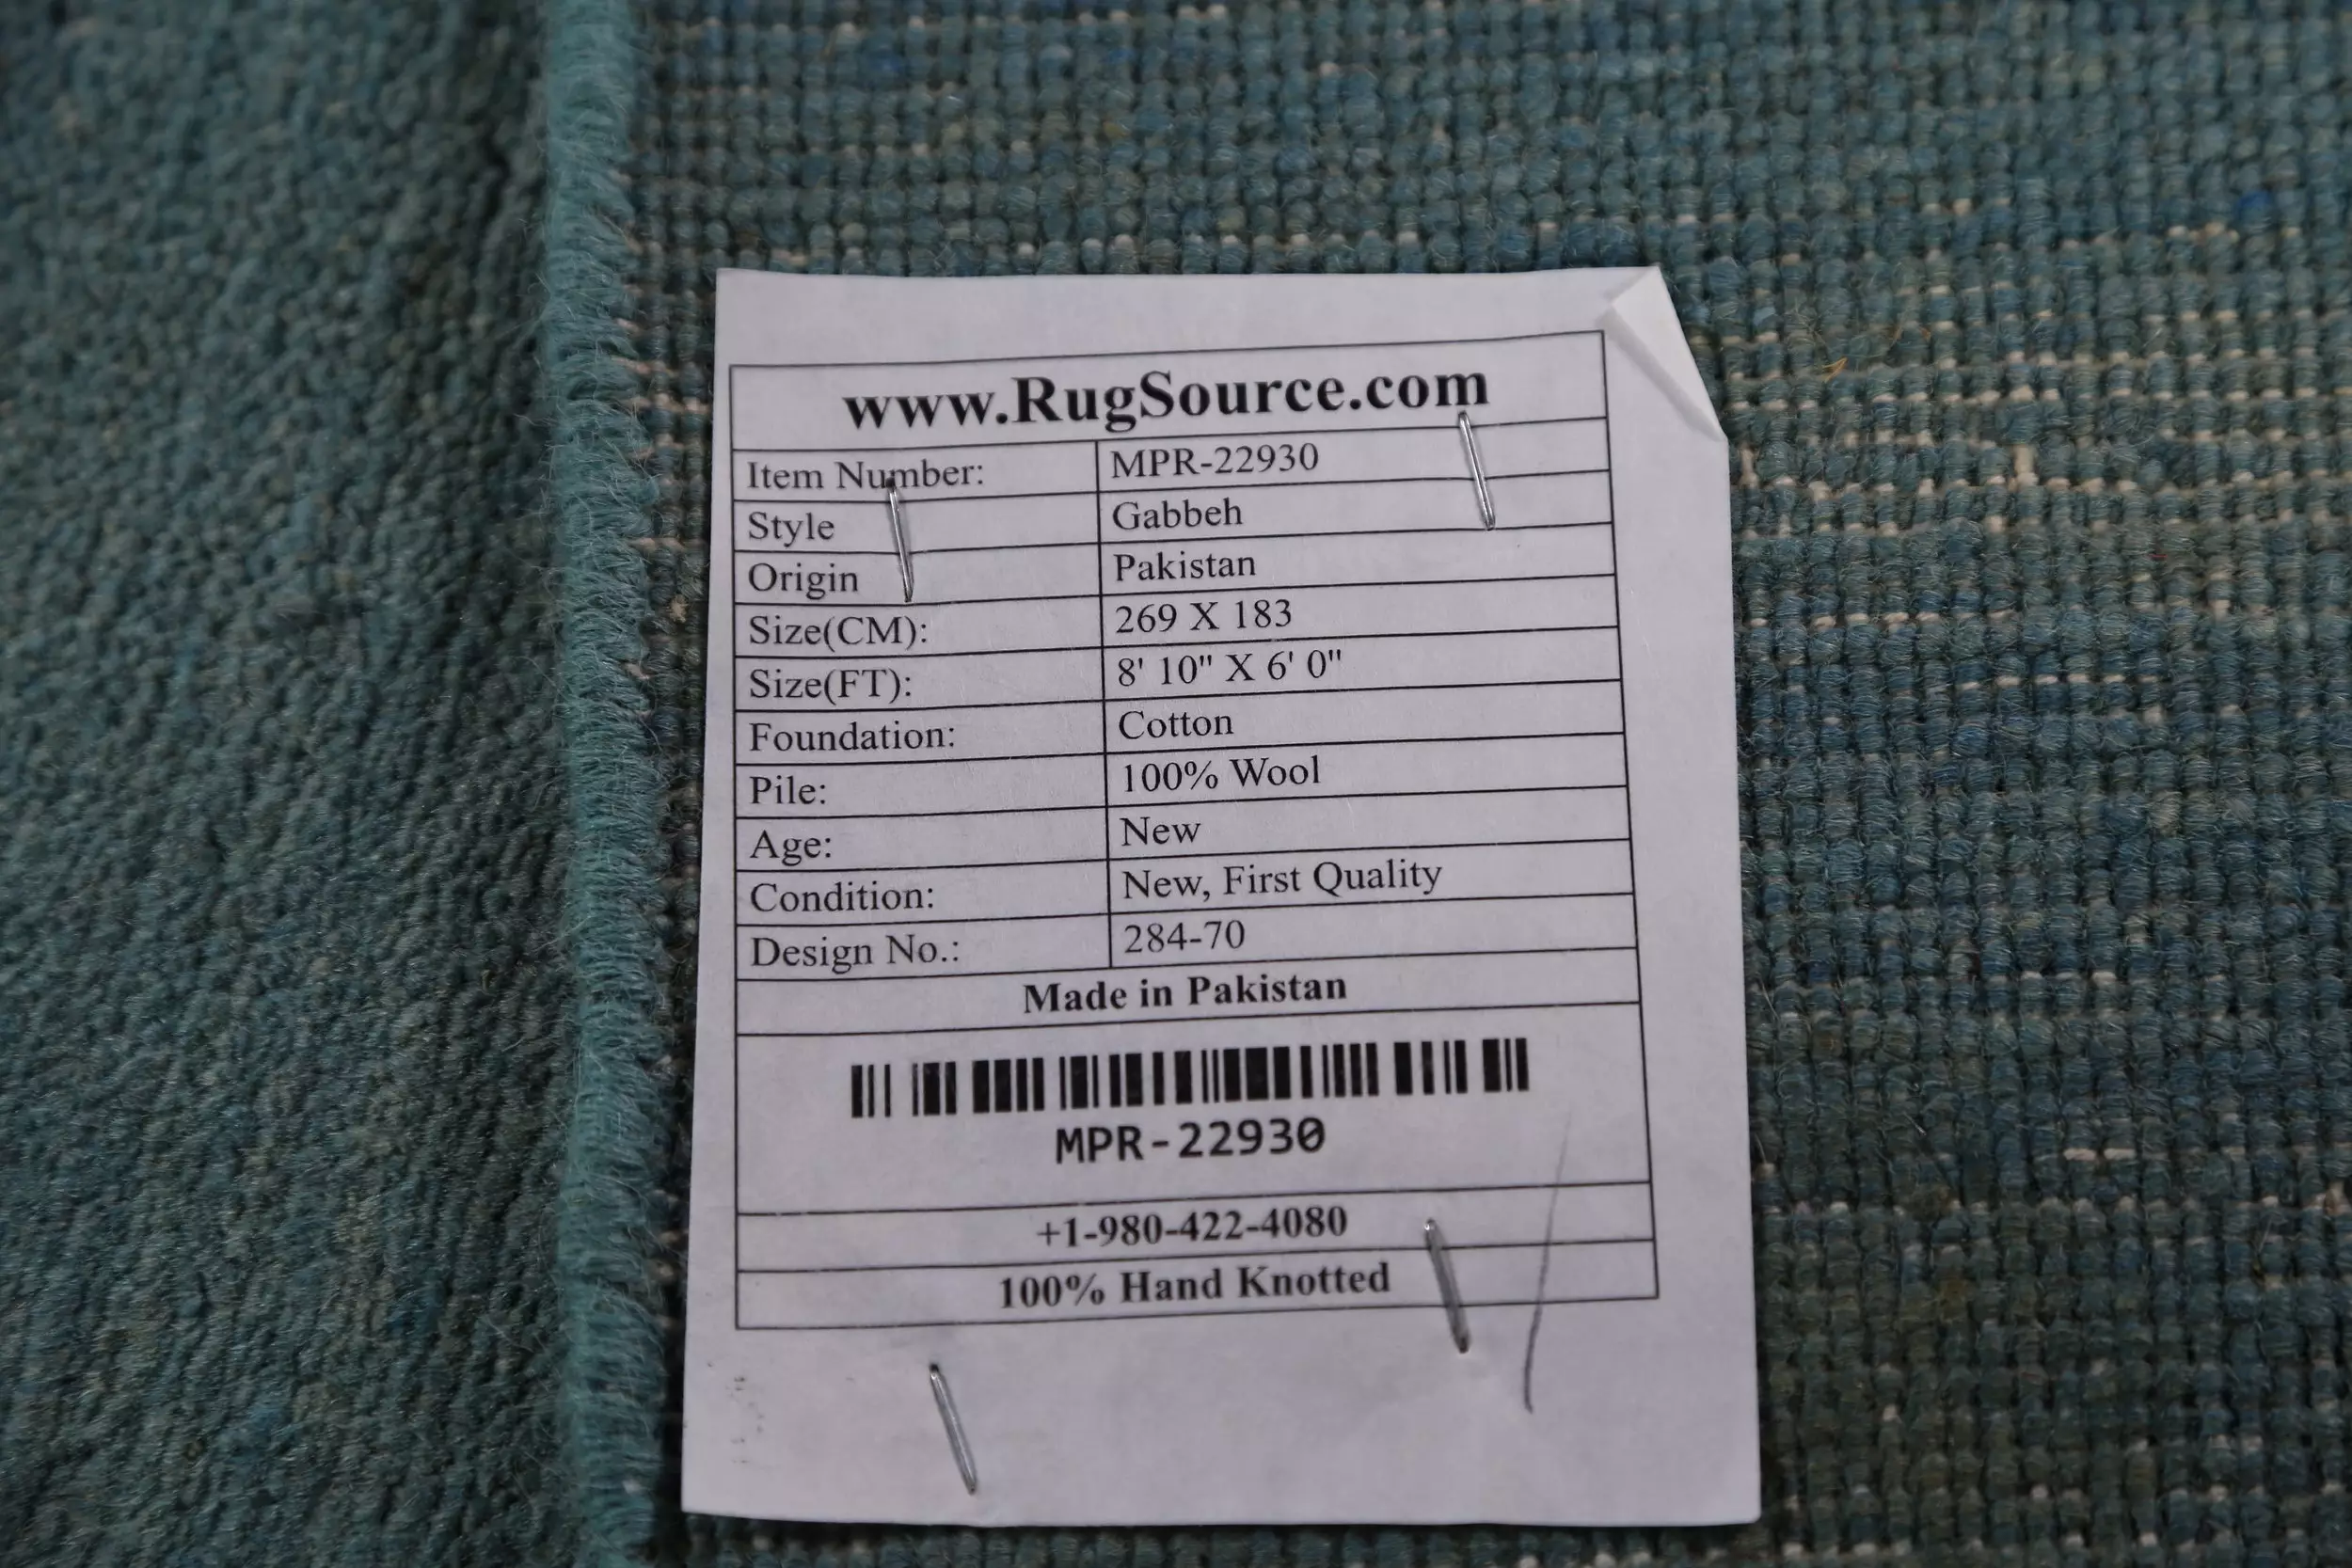 www.RugSource.com
Item Number: MPR-22930
Style Gabbeh
Origin Pakistan
Size(CM): 269 X 183
Size(FT): 8' 10" X 6' 0"
Foundation: Cotton
Pile: 100% Wool
Age: New
Condition: New, First Quality
Design No.: 284-70
Made in Pakistan
MPR-22930
+1-980-422-4080
100% Hand Knotted